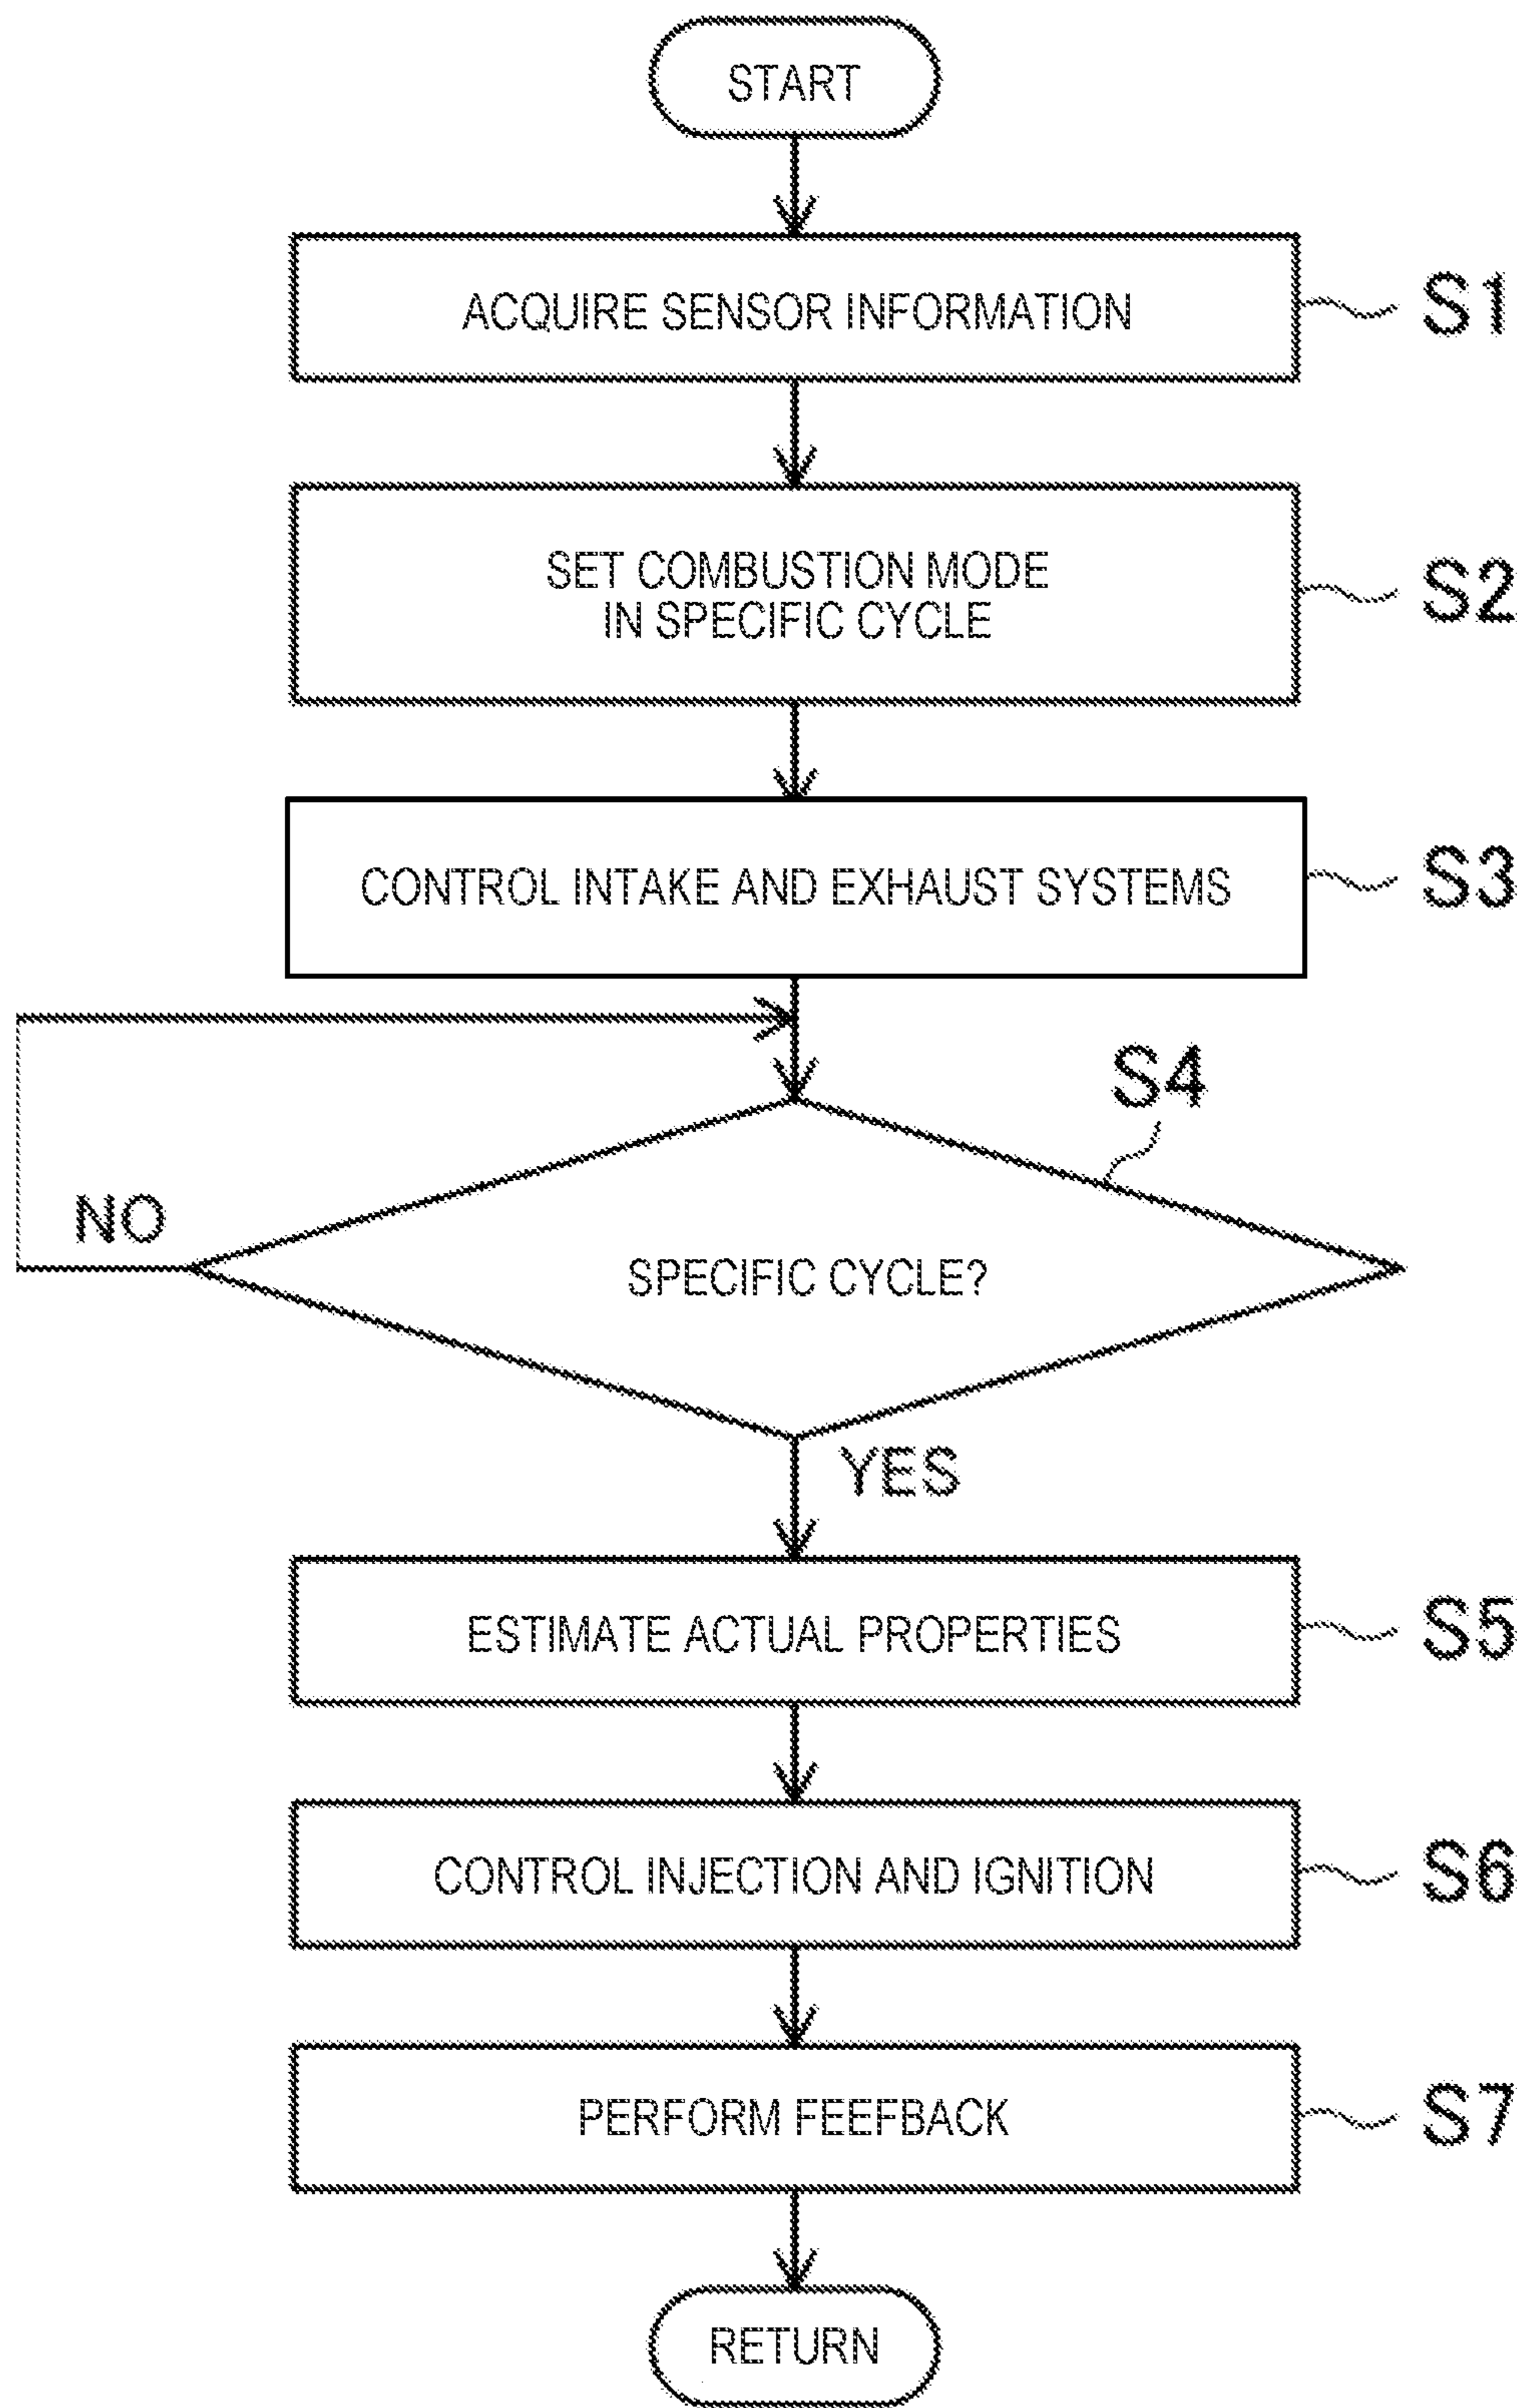 START
ACQUIRE SENSOR INFORMATION
S1
SET COMBUSTION MODE
IN SPECIFIC CYCLE
S2
CONTROL INTAKE AND EXHAUST SYSTEMS
S3
S4
NO
SPECIFIC CYCLE?
YES
ESTIMATE ACTUAL PROPERTIES
S5
CONTROL INJECTION AND IGNITION
S6
PERFORM FEEFBACK
S7
RETURN